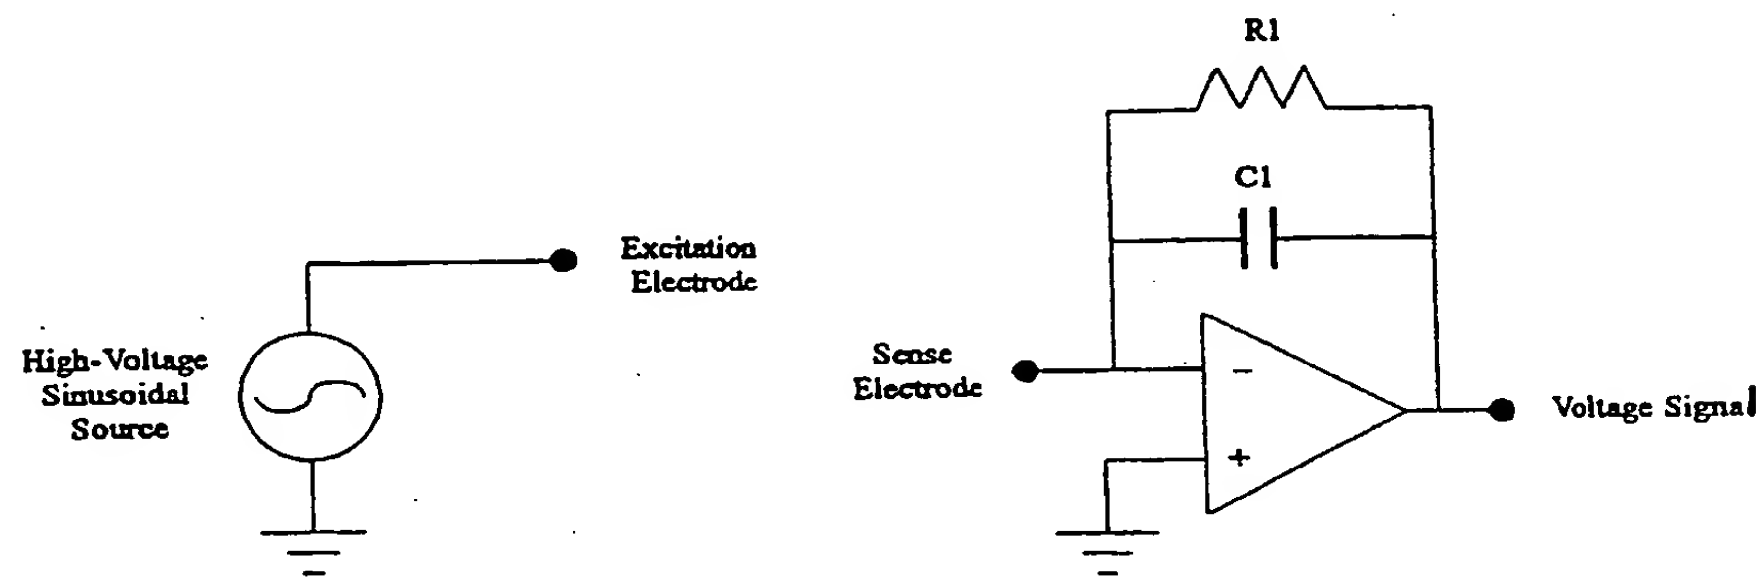 R1
C1
Excitation
Electrode
High-Voltage
Sinusoidal
Source
Sense
Electrode
−
+
Voltage Signal